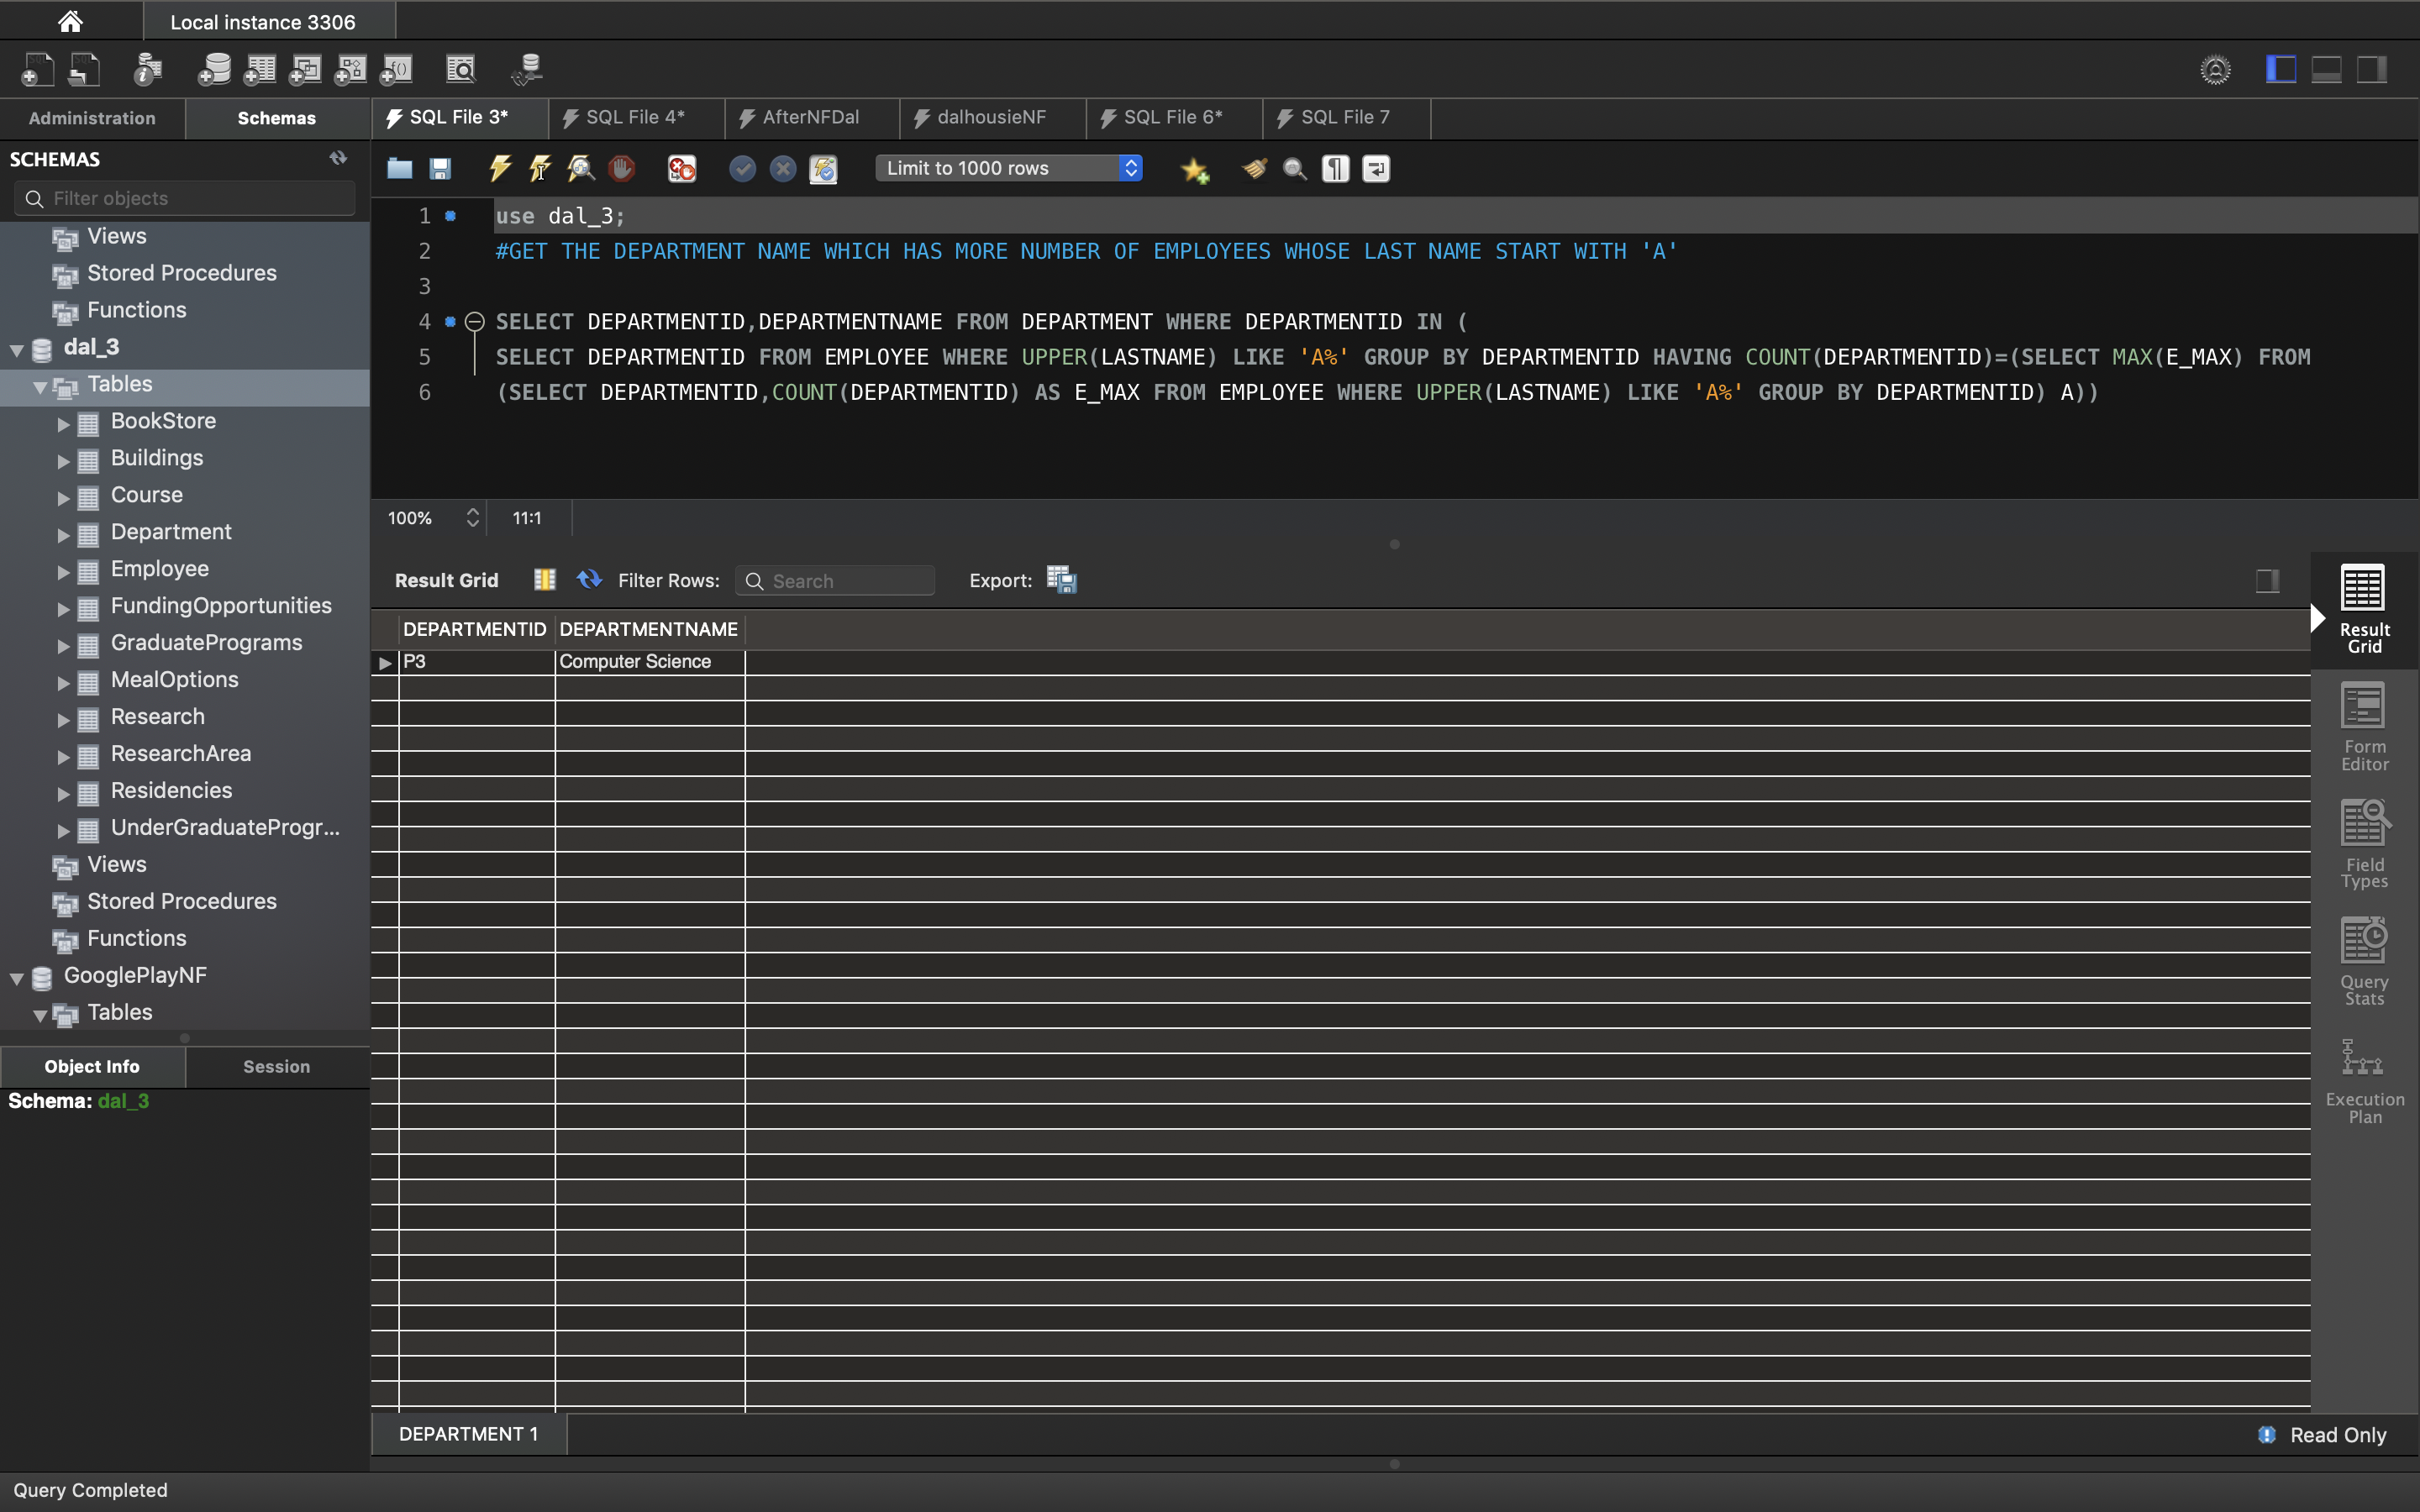 Local instance 3306
Administration
Schemas
SQL File 3*
SQL File 4*
AfterNFDal
dalhousieNF
SQL File 6*
SQL File 7
SCHEMAS
Filter objects
Limit to 1000 rows
Views
Stored Procedures
Functions
dal_3
Tables
BookStore
Buildings
Course
Department
Employee
FundingOpportunities
GraduatePrograms
MealOptions
Research
ResearchArea
Residencies
UnderGraduateProgr...
Views
Stored Procedures
Functions
GooglePlayNF
Tables
Object Info
Session
Schema: dal_3
1 use dal_3;
2 #GET THE DEPARTMENT NAME WHICH HAS MORE NUMBER OF EMPLOYEES WHOSE LAST NAME START WITH 'A'
3
4 SELECT DEPARTMENTID,DEPARTMENTNAME FROM DEPARTMENT WHERE DEPARTMENTID IN (
5 SELECT DEPARTMENTID FROM EMPLOYEE WHERE UPPER(LASTNAME) LIKE 'A%' GROUP BY DEPARTMENTID HAVING COUNT(DEPARTMENTID)=(SELECT MAX(E_MAX) FROM
6 (SELECT DEPARTMENTID,COUNT(DEPARTMENTID) AS E_MAX FROM EMPLOYEE WHERE UPPER(LASTNAME) LIKE 'A%' GROUP BY DEPARTMENTID) A))
100%
11:1
Result Grid
Filter Rows:
Search
Export:
DEPARTMENTID DEPARTMENTNAME
P3 Computer Science
Result
Grid
Form
Editor
Field
Types
Query
Stats
Execution
Plan
DEPARTMENT 1
Read Only
Query Completed